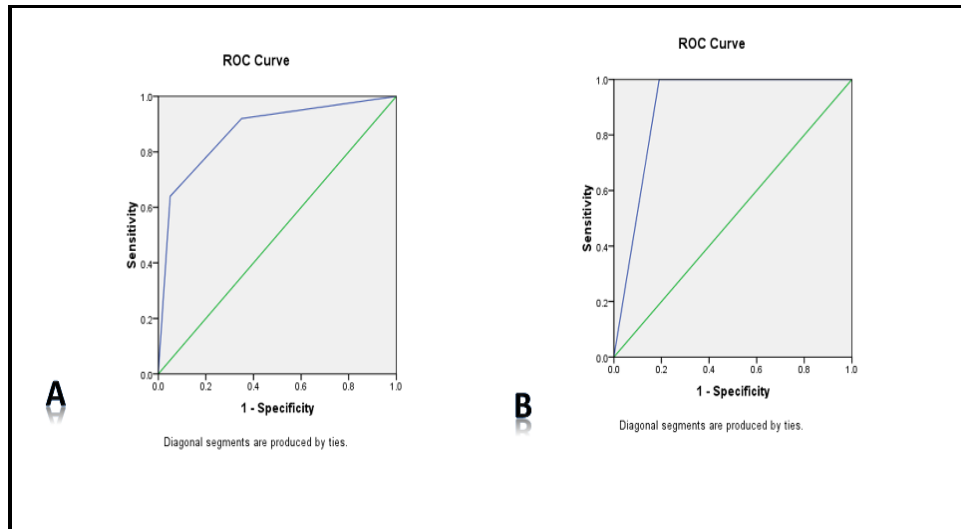 ROC Curve
1.0
0.8
0.6
0.4
0.2
0.0
Sensitivity
0.0 0.2 0.4 0.6 0.8 1.0
1 - Specificity
Diagonal segments are produced by ties.
A
ROC Curve
1.0
0.8
0.6
0.4
0.2
0.0
Sensitivity
0.0 0.2 0.4 0.6 0.8 1.0
1 - Specificity
Diagonal segments are produced by ties.
B